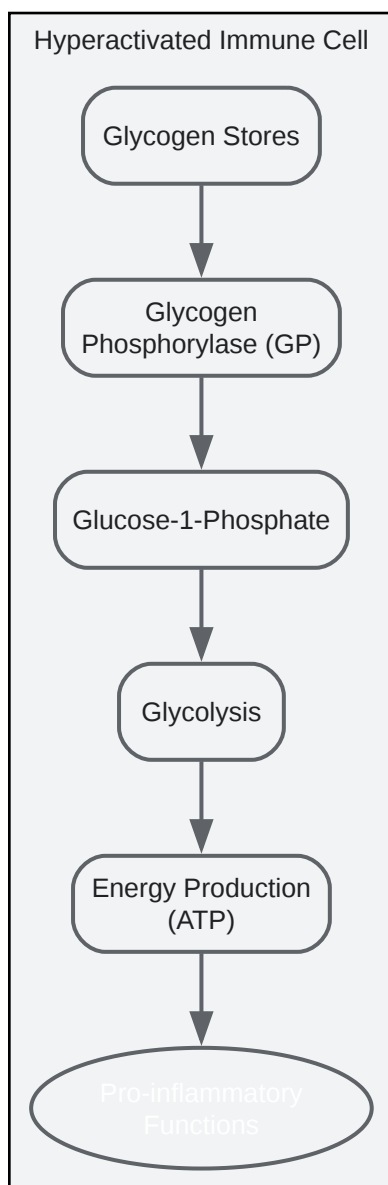 Hyperactivated Immune Cell
Glycogen Stores
Glycogen
Phosphorylase (GP)
Glucose-1-Phosphate
Glycolysis
Energy Production
(ATP)
Pro-inflammatory
Functions